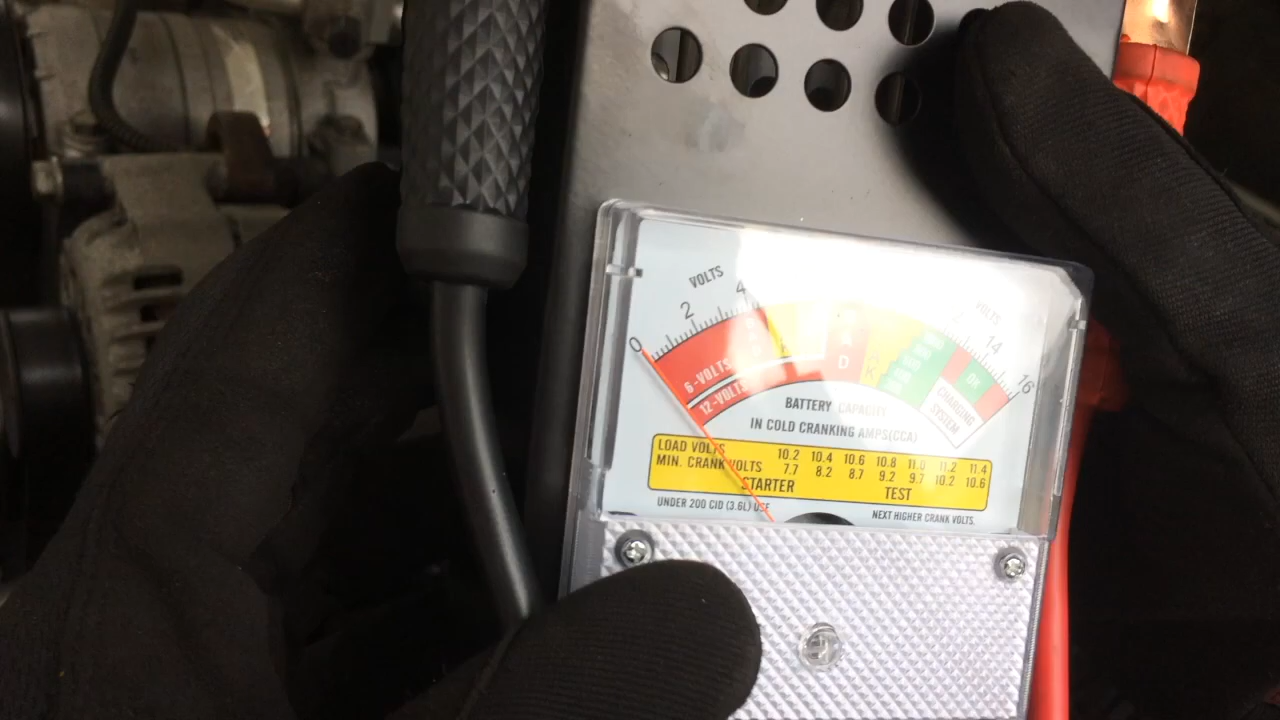 VOLTS
VOLTS
0
2
4
14
16
6-VOLTS
12-VOLTS
D
K
OK
CHARGING
SYSTEM
BATTERY CAPACITY
IN COLD CRANKING AMPS(CCA)
LOAD VOLTS 10.2 10.4 10.6 10.8 11.0 11.2 11.4
MIN. CRANK VOLTS 7.7 8.2 8.7 9.2 9.7 10.2 10.6
STARTER TEST
UNDER 200 CID (3.6L) USE NEXT HIGHER CRANK VOLTS.